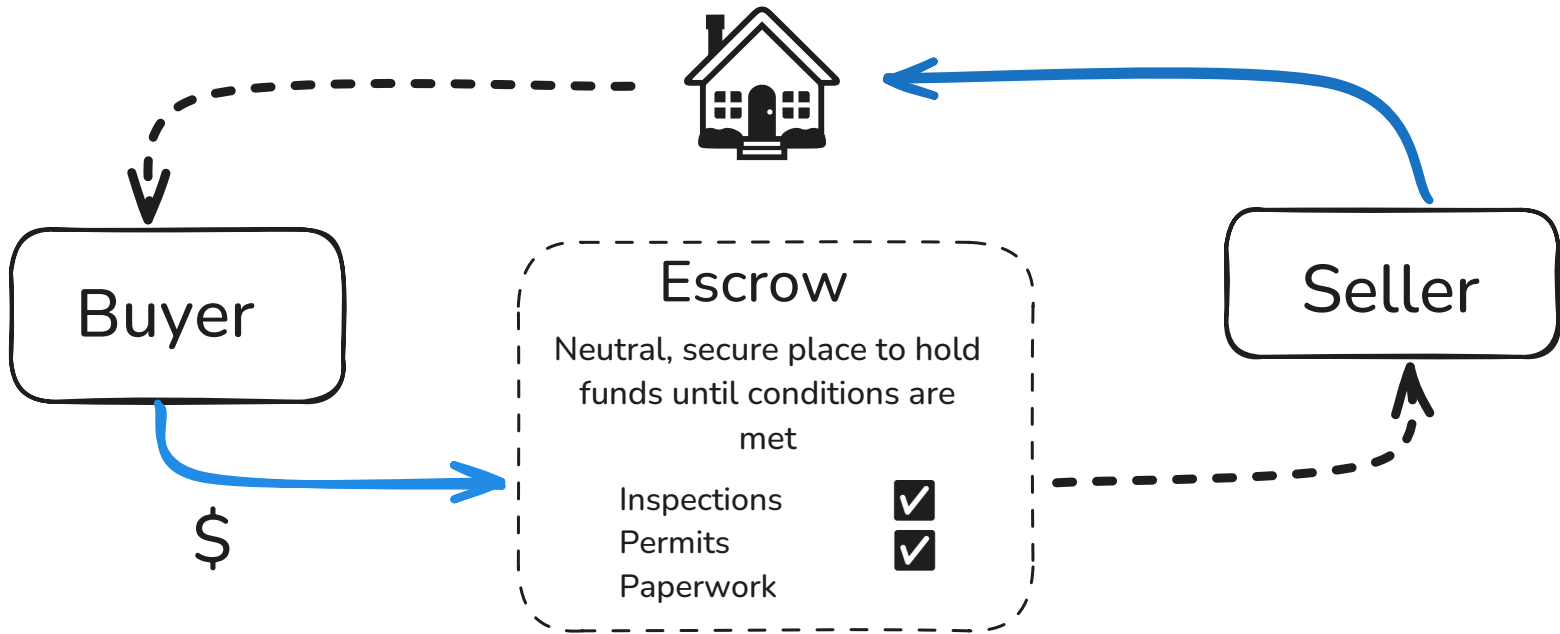 Buyer
Seller
Escrow
Neutral, secure place to hold
funds until conditions are
met
Inspections ✅
Permits ✅
Paperwork
$